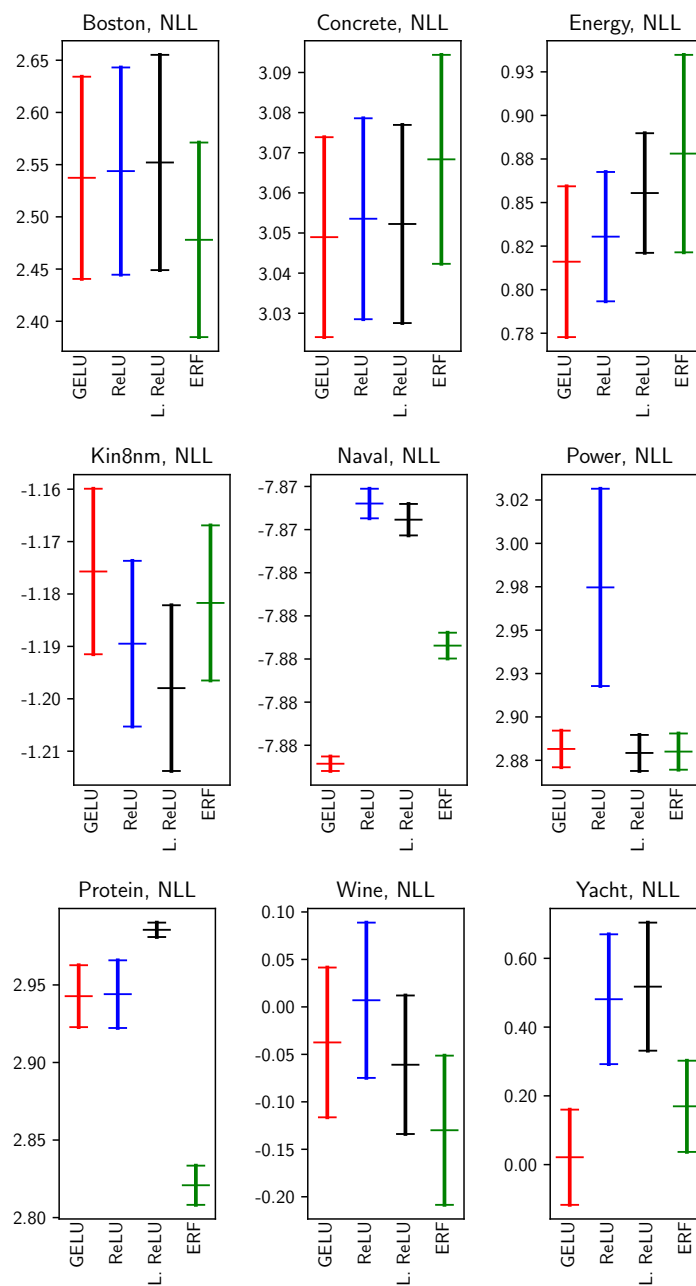 Boston, NLL
2.65
2.60
2.55
2.50
2.45
2.40
GELU
ReLU
L. ReLU
ERF
Concrete, NLL
3.09
3.08
3.07
3.06
3.05
3.04
3.03
GELU
ReLU
L. ReLU
ERF
Energy, NLL
0.93
0.90
0.88
0.85
0.82
0.80
0.78
GELU
ReLU
L. ReLU
ERF
Kin8nm, NLL
-1.16
-1.17
-1.18
-1.19
-1.20
-1.21
GELU
ReLU
L. ReLU
ERF
Naval, NLL
-7.87
-7.87
-7.88
-7.88
-7.88
-7.88
-7.88
GELU
ReLU
L. ReLU
ERF
Power, NLL
3.02
3.00
2.98
2.95
2.93
2.90
2.88
GELU
ReLU
L. ReLU
ERF
Protein, NLL
2.95
2.90
2.85
2.80
GELU
ReLU
L. ReLU
ERF
Wine, NLL
0.10
0.05
0.00
-0.05
-0.10
-0.15
-0.20
GELU
ReLU
L. ReLU
ERF
Yacht, NLL
0.60
0.40
0.20
0.00
GELU
ReLU
L. ReLU
ERF